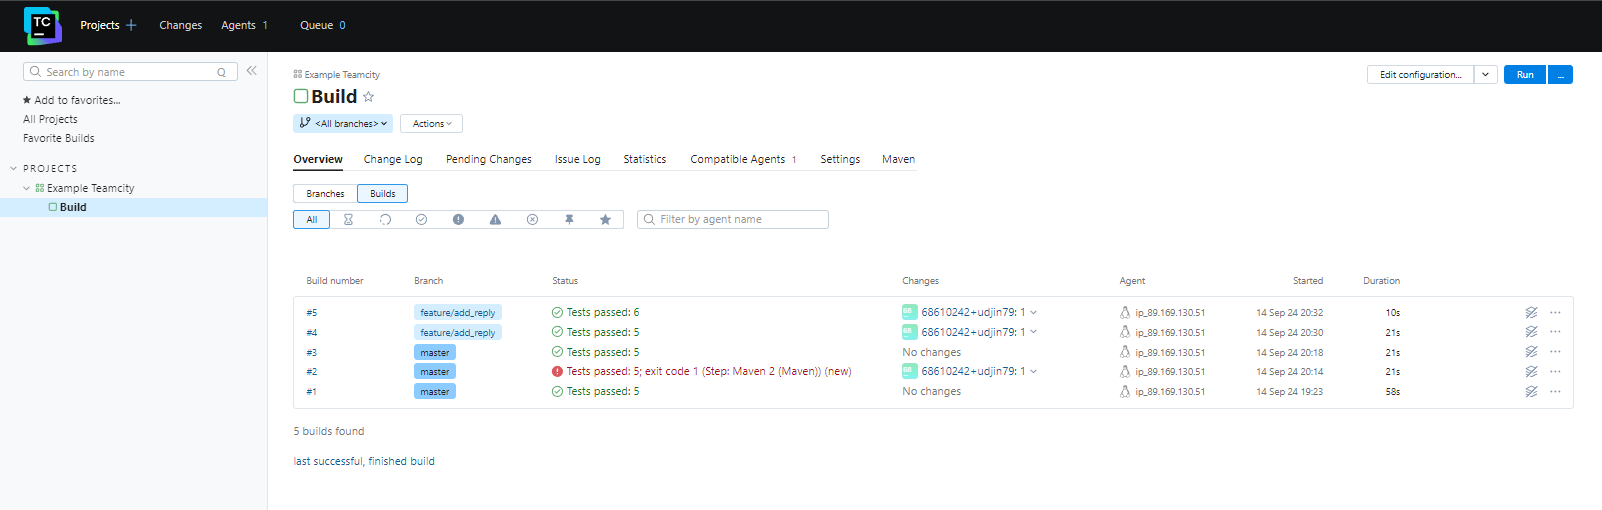 TC
Projects Changes Agents 1 Queue 0
Search by name Q
Add to favorites...
All Projects
Favorite Builds
PROJECTS
Example Teamcity
Build
Example Teamcity
Edit configuration... Run ...
Build
<All branches> Actions
Overview Change Log Pending Changes Issue Log Statistics Compatible Agents 1 Settings Maven
Branches Builds
All Filter by agent name
Build number Branch Status Changes Agent Started Duration
#5 feature/add_reply Tests passed: 6 68 68610242+udjin79: 1 ip_89.169.130.51 14 Sep 24 20:32 10s
#4 feature/add_reply Tests passed: 5 68 68610242+udjin79: 1 ip_89.169.130.51 14 Sep 24 20:30 21s
#3 master Tests passed: 5 No changes ip_89.169.130.51 14 Sep 24 20:18 21s
#2 master Tests passed: 5; exit code 1 (Step: Maven 2 (Maven)) (new) 68 68610242+udjin79: 1 ip_89.169.130.51 14 Sep 24 20:14 21s
#1 master Tests passed: 5 No changes ip_89.169.130.51 14 Sep 24 19:23 58s
5 builds found
last successful, finished build